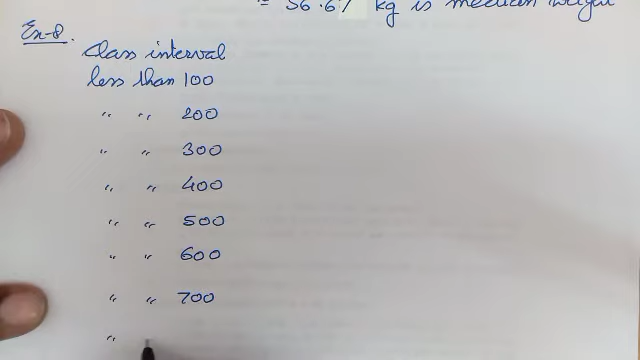 = 56.67 kg is median weight
Ex-8.
Class interval
less than 100
" " 200
" " 300
" " 400
" " 500
" " 600
" " 700
"